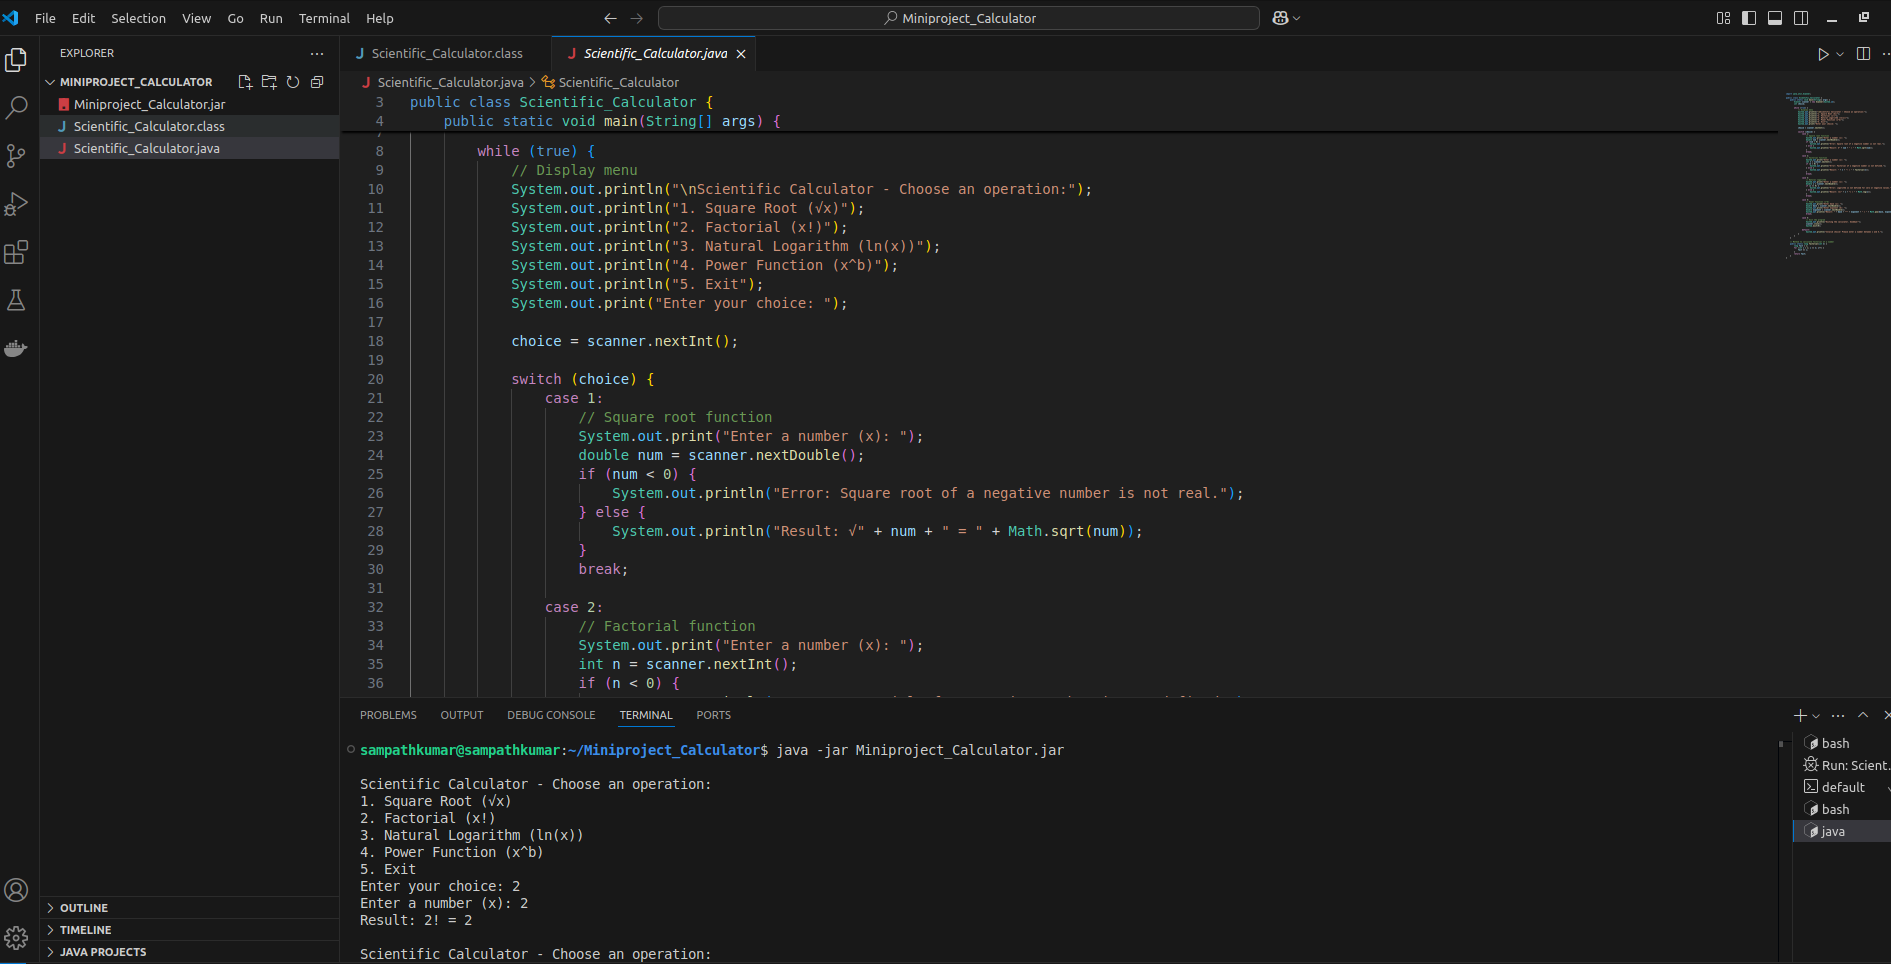 File Edit Selection View Go Run Terminal Help
Miniproject_Calculator
EXPLORER
MINIPROJECT_CALCULATOR
Miniproject_Calculator.jar
Scientific_Calculator.class
Scientific_Calculator.java
OUTLINE
TIMELINE
JAVA PROJECTS
Scientific_Calculator.class Scientific_Calculator.java
Scientific_Calculator.java > Scientific_Calculator
3 public class Scientific_Calculator {
4 public static void main(String[] args) {
7
8 while (true) {
9 // Display menu
10 System.out.println("\nScientific Calculator - Choose an operation:");
11 System.out.println("1. Square Root (√x)");
12 System.out.println("2. Factorial (x!)");
13 System.out.println("3. Natural Logarithm (ln(x))");
14 System.out.println("4. Power Function (x^b)");
15 System.out.println("5. Exit");
16 System.out.print("Enter your choice: ");
17
18 choice = scanner.nextInt();
19
20 switch (choice) {
21 case 1:
22 // Square root function
23 System.out.print("Enter a number (x): ");
24 double num = scanner.nextDouble();
25 if (num < 0) {
26 System.out.println("Error: Square root of a negative number is not real.");
27 } else {
28 System.out.println("Result: √" + num + " = " + Math.sqrt(num));
29 }
30 break;
31
32 case 2:
33 // Factorial function
34 System.out.print("Enter a number (x): ");
35 int n = scanner.nextInt();
36 if (n < 0) {
PROBLEMS OUTPUT DEBUG CONSOLE TERMINAL PORTS
sampathkumar@sampathkumar:~/Miniproject_Calculator$ java -jar Miniproject_Calculator.jar
Scientific Calculator - Choose an operation:
1. Square Root (√x)
2. Factorial (x!)
3. Natural Logarithm (ln(x))
4. Power Function (x^b)
5. Exit
Enter your choice: 2
Enter a number (x): 2
Result: 2! = 2
Scientific Calculator - Choose an operation:
bash
Run: Scient.
default
bash
java